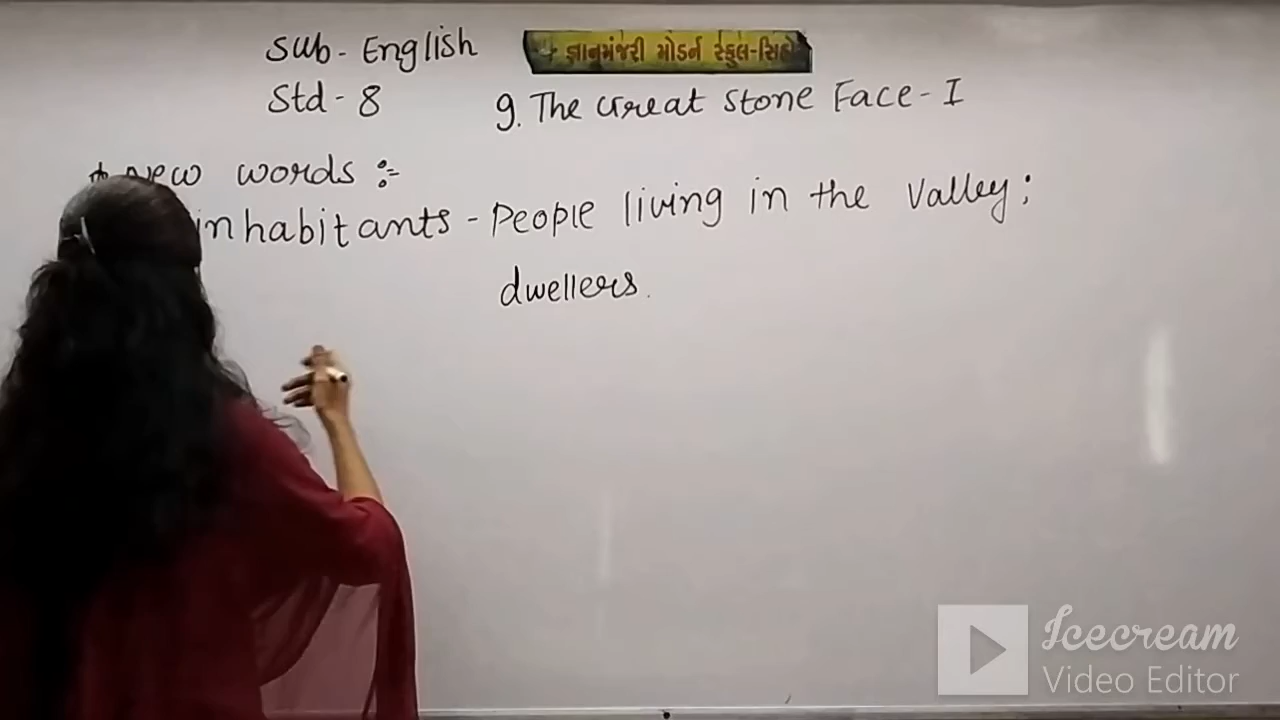 Sub - English
જ્ઞાનમંજરી મોડર્ન સ્કુલ-સિહો
Std - 8
9. The Great Stone Face - I
* New words :-
inhabitants - People living in the valley;
dwellers.
Icecream
Video Editor